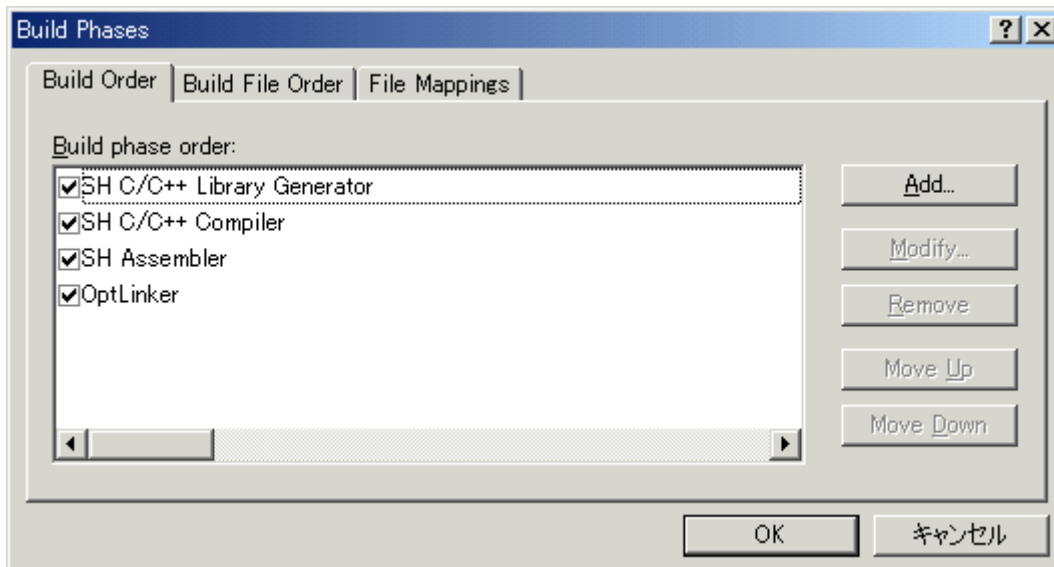 Build Phases
Build Order
Build File Order
File Mappings
Build phase order:
SH C/C++ Library Generator
SH C/C++ Compiler
SH Assembler
OptLinker
Add...
Modify...
Remove
Move Up
Move Down
OK
キャンセル